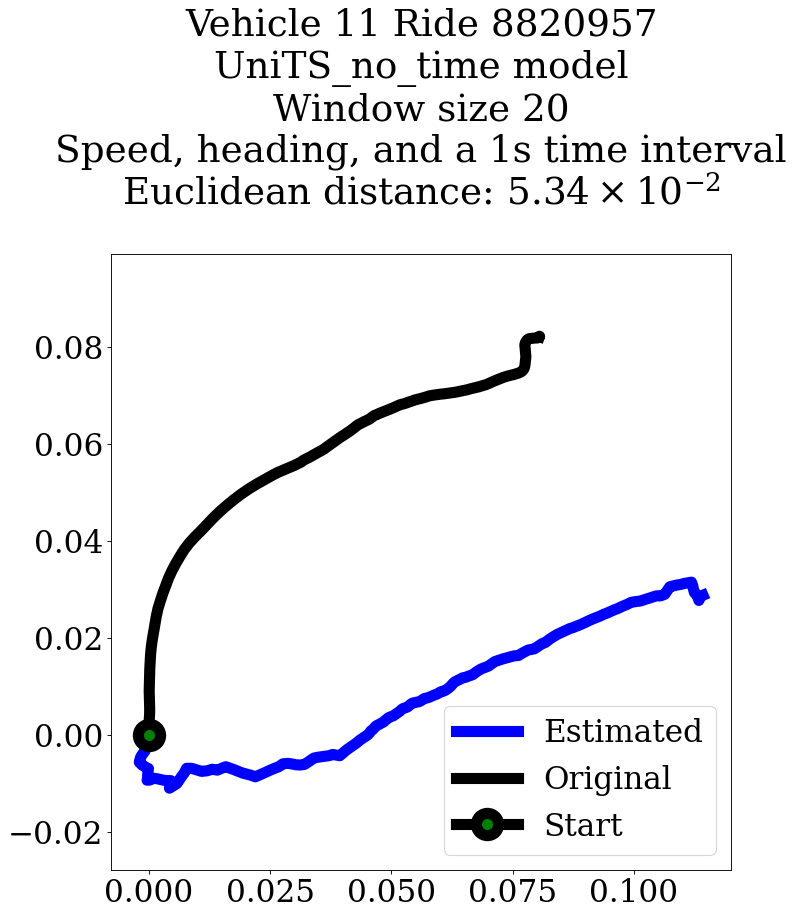 Vehicle 11 Ride 8820957
UniTS_no_time model
Window size 20
Speed, heading, and a 1s time interval
Euclidean distance: 5.34 × 10⁻²
0.08
0.06
0.04
0.02
0.00
−0.02
Estimated
Original
Start
0.000 0.025 0.050 0.075 0.100